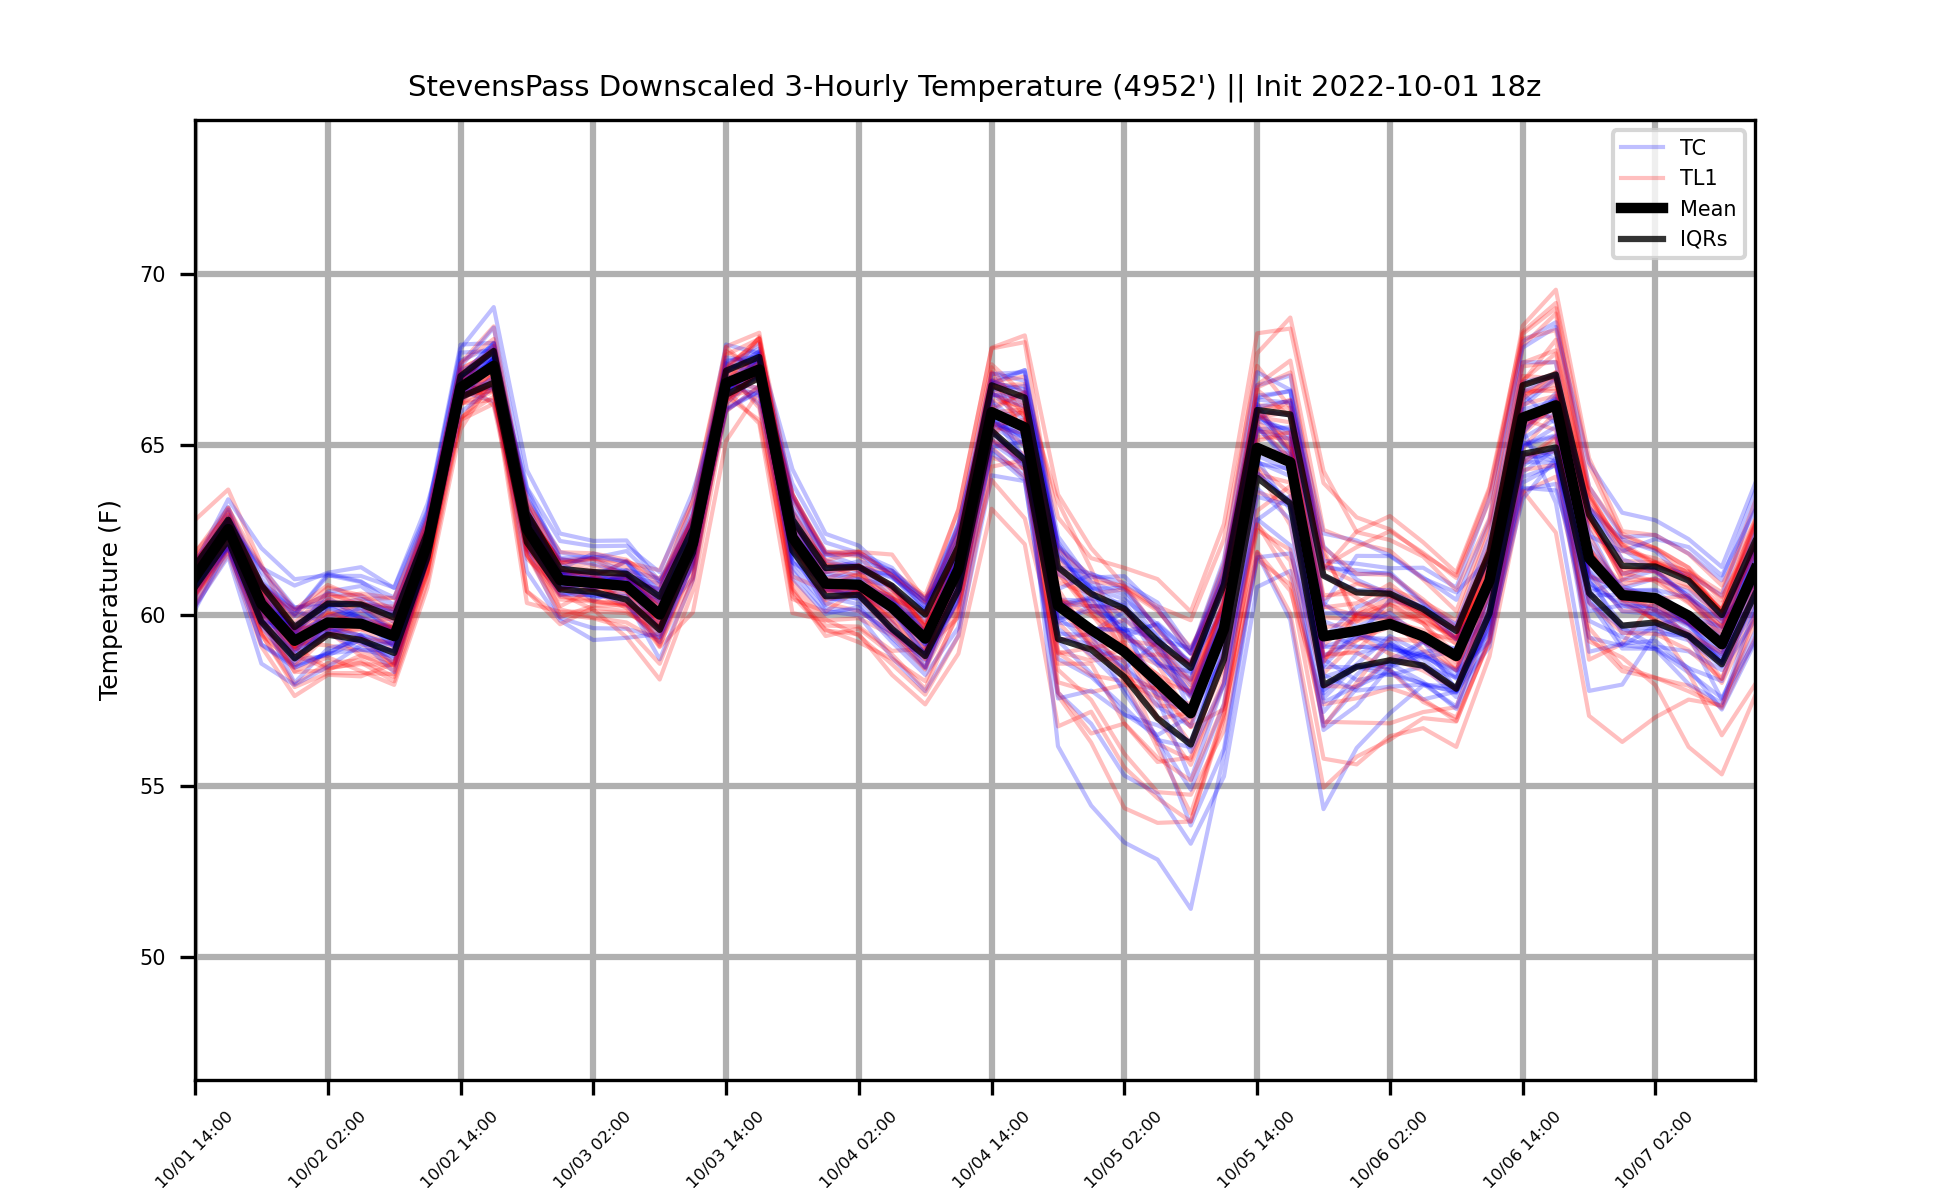 StevensPass Downscaled 3-Hourly Temperature (4952') || Init 2022-10-01 18z
TC
TL1
Mean
IQRs
Temperature (F)
70
65
60
55
50
10/01 14:00
10/02 02:00
10/02 14:00
10/03 02:00
10/03 14:00
10/04 02:00
10/04 14:00
10/05 02:00
10/05 14:00
10/06 02:00
10/06 14:00
10/07 02:00